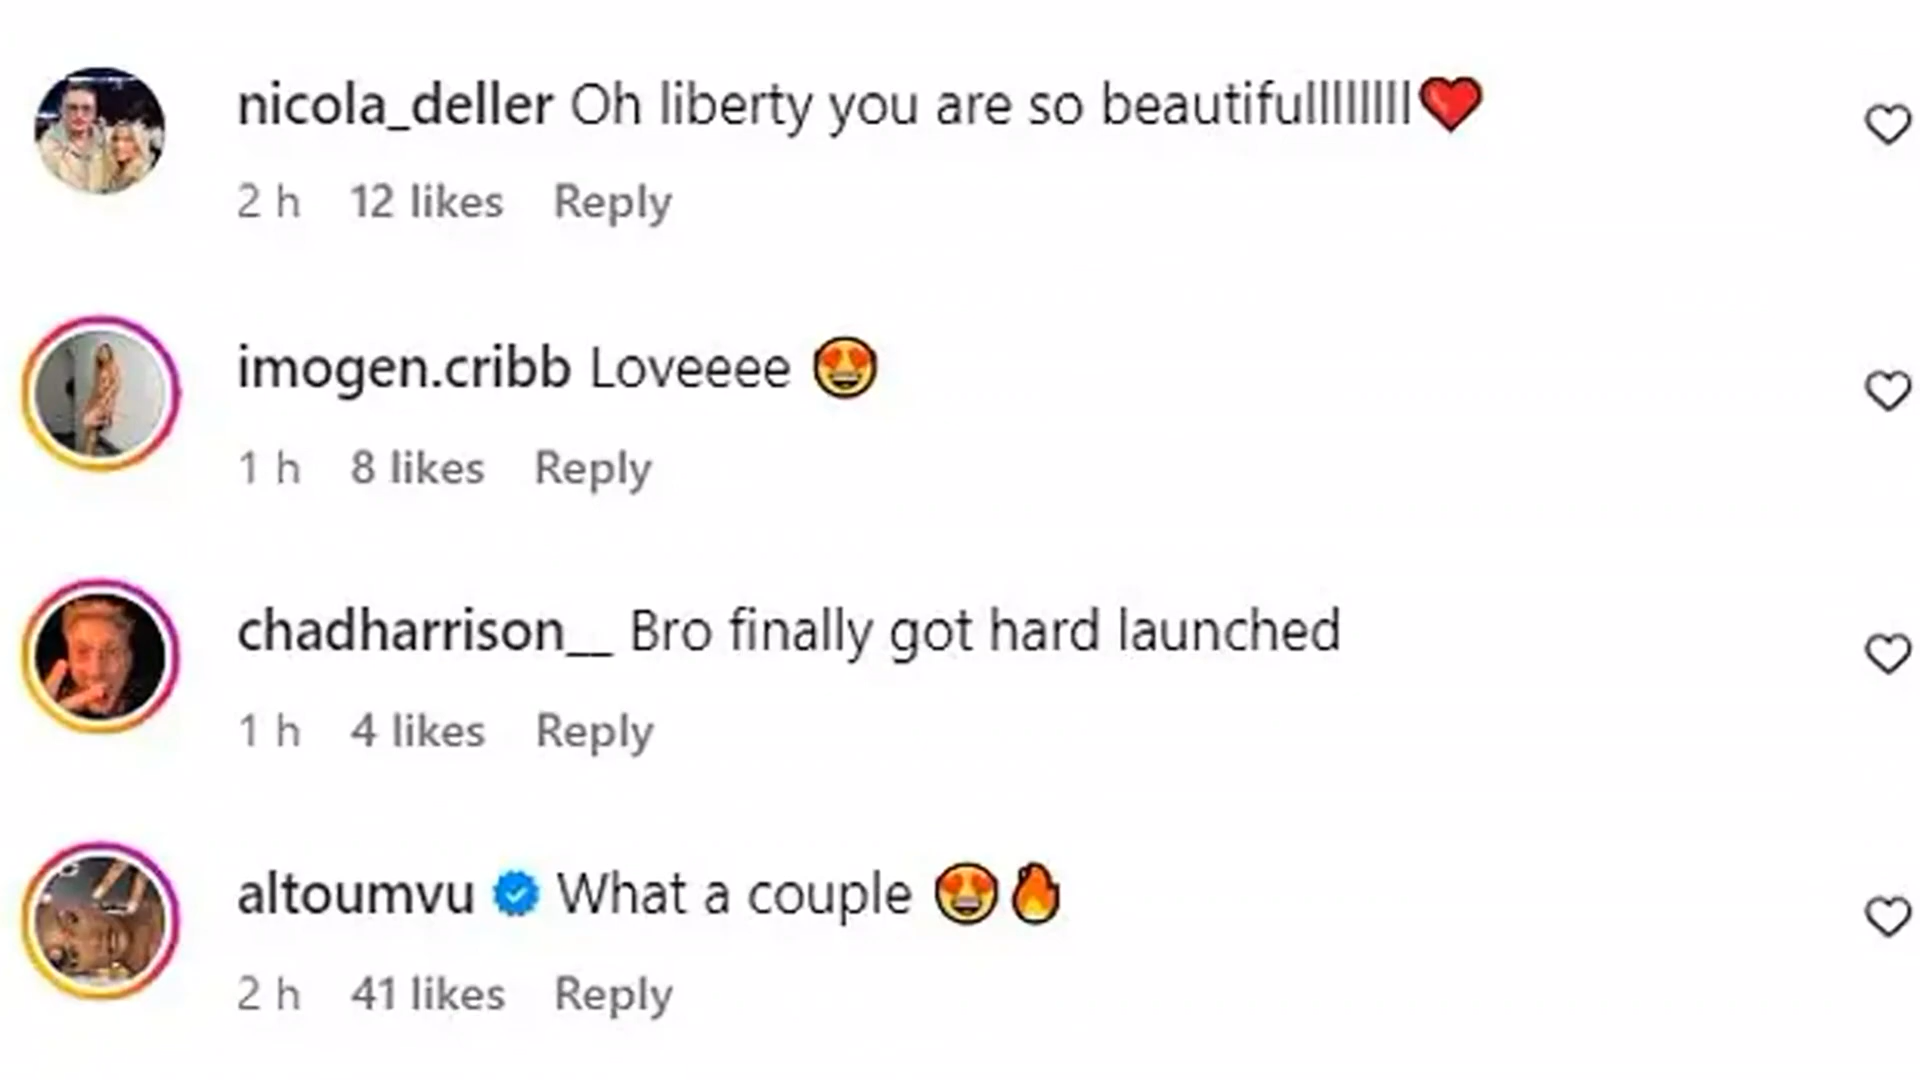 nicola_deller Oh liberty you are so beautifulllllllll❤️
2 h 12 likes Reply
imogen.cribb Loveeee 😍
1 h 8 likes Reply
chadharrison__ Bro finally got hard launched
1 h 4 likes Reply
altoumvu What a couple 😍🔥
2 h 41 likes Reply